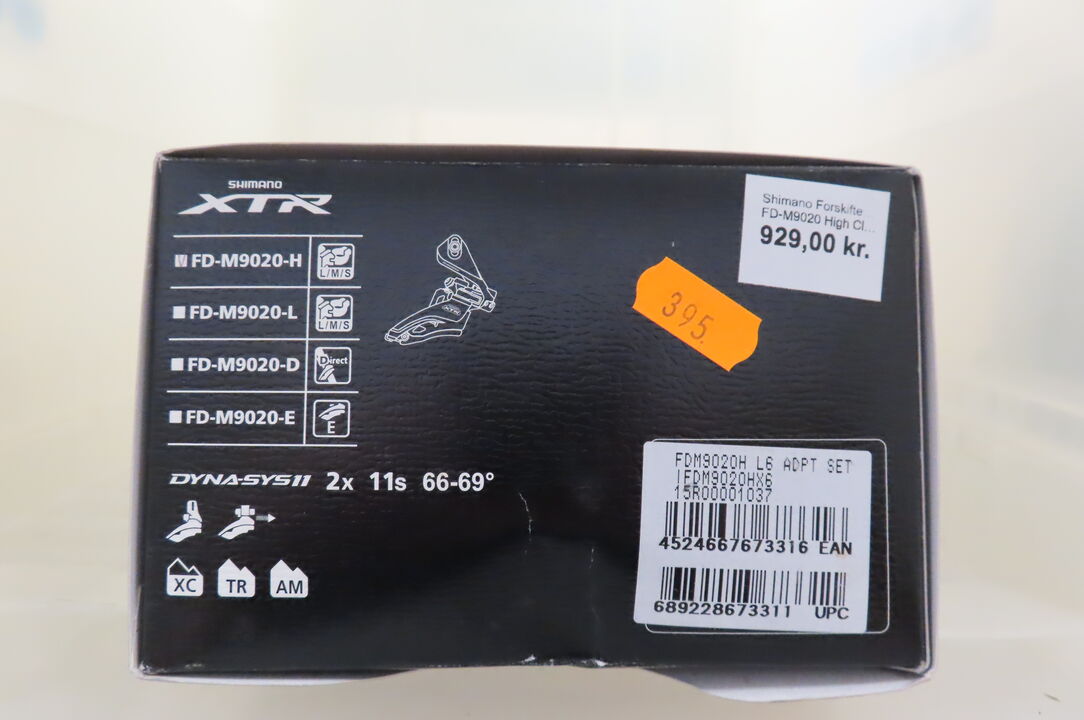 SHIMANO
XTR
FD-M9020-H
L/M/S
FD-M9020-L
L/M/S
FD-M9020-D
Direct
FD-M9020-E
E
DYNA-SYS11 2x 11s 66-69°
XC TR AM
XTR
395.
Shimano Forskifte...
FD-M9020 High Cl...
929,00 kr.
FDM9020H L6 ADPT SET
IFDM9020HX6
15R00001037
4524667673316 EAN
689228673311 UPC